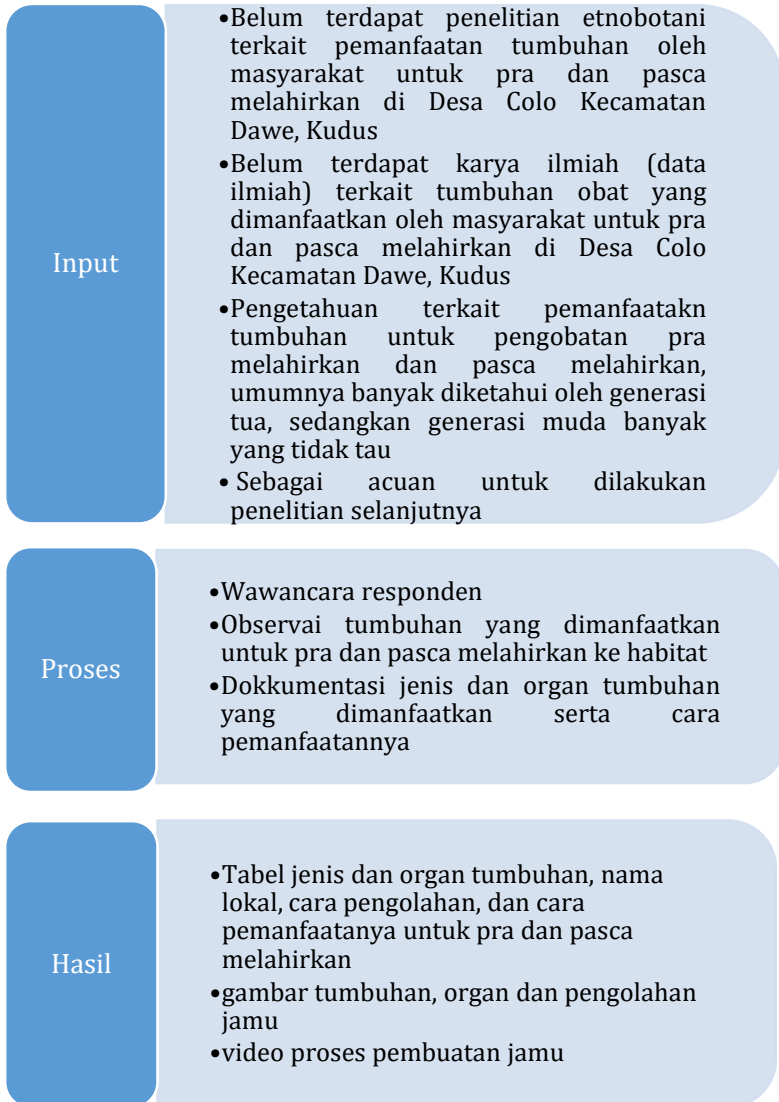 Input
•Belum terdapat penelitian etnobotani
terkait pemanfaatan tumbuhan oleh
masyarakat untuk pra dan pasca
melahirkan di Desa Colo Kecamatan
Dawe, Kudus
•Belum terdapat karya ilmiah (data
ilmiah) terkait tumbuhan obat yang
dimanfaatkan oleh masyarakat untuk pra
dan pasca melahirkan di Desa Colo
Kecamatan Dawe, Kudus
•Pengetahuan terkait pemanfaatakn
tumbuhan untuk pengobatan pra
melahirkan dan pasca melahirkan,
umumnya banyak diketahui oleh generasi
tua, sedangkan generasi muda banyak
yang tidak tau
• Sebagai acuan untuk dilakukan
penelitian selanjutnya
Proses
•Wawancara responden
•Observai tumbuhan yang dimanfaatkan
untuk pra dan pasca melahirkan ke habitat
•Dokkumentasi jenis dan organ tumbuhan
yang dimanfaatkan serta cara
pemanfaatannya
Hasil
•Tabel jenis dan organ tumbuhan, nama
lokal, cara pengolahan, dan cara
pemanfaatanya untuk pra dan pasca
melahirkan
•gambar tumbuhan, organ dan pengolahan
jamu
•video proses pembuatan jamu